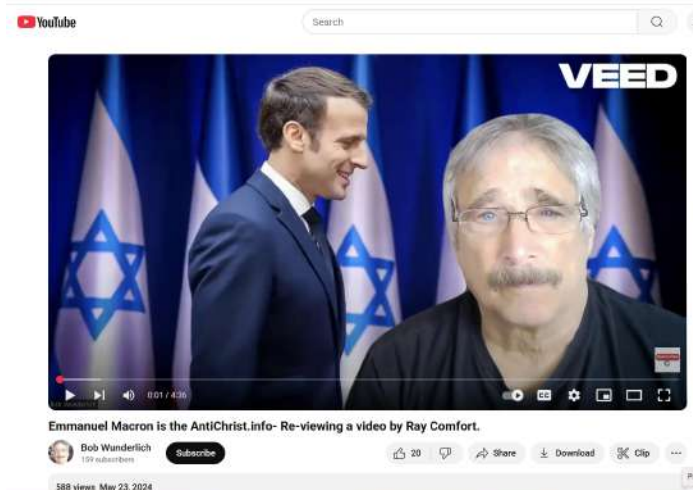 YouTube
Search
VEED
0:01 / 4:36
CC
Emmanuel Macron is the AntiChrist.info- Re-viewing a video by Ray Comfort.
Bob Wunderlich
159 subscribers
Subscribe
20
Share
Download
Clip
588 views May 23, 2024